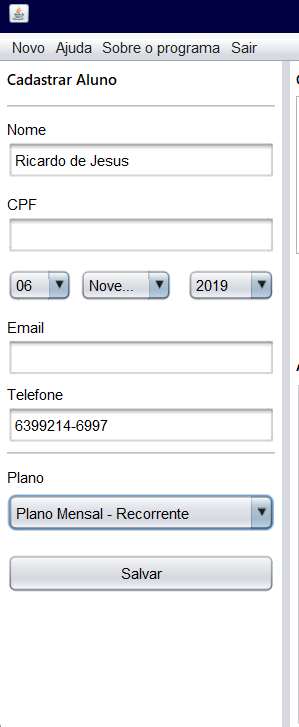 Novo Ajuda Sobre o programa Sair
Cadastrar Aluno
Nome
Ricardo de Jesus
CPF
06 Nove... 2019
Email
Telefone
6399214-6997
Plano
Plano Mensal - Recorrente
Salvar